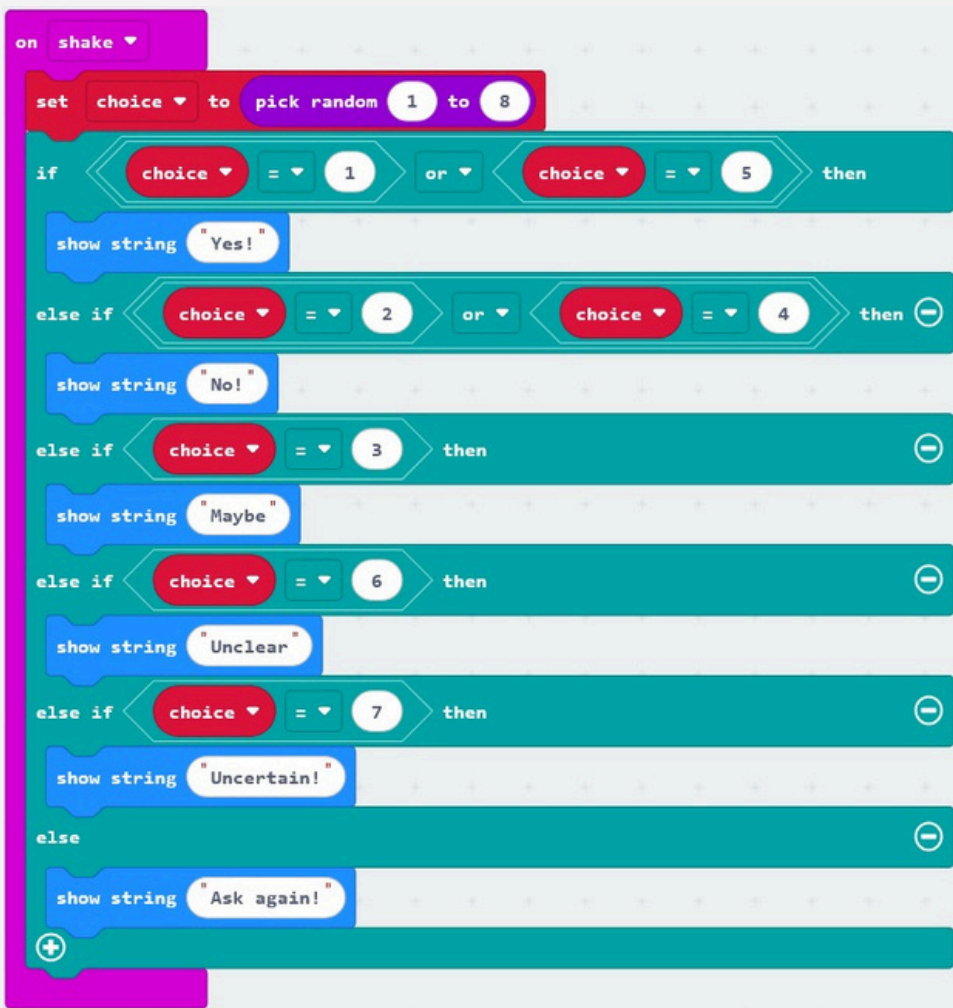 on shake
set choice to pick random 1 to 8
if choice = 1 or choice = 5 then
show string "Yes!"
else if choice = 2 or choice = 4 then
show string "No!"
else if choice = 3 then
show string "Maybe"
else if choice = 6 then
show string "Unclear"
else if choice = 7 then
show string "Uncertain!"
else
show string "Ask again!"